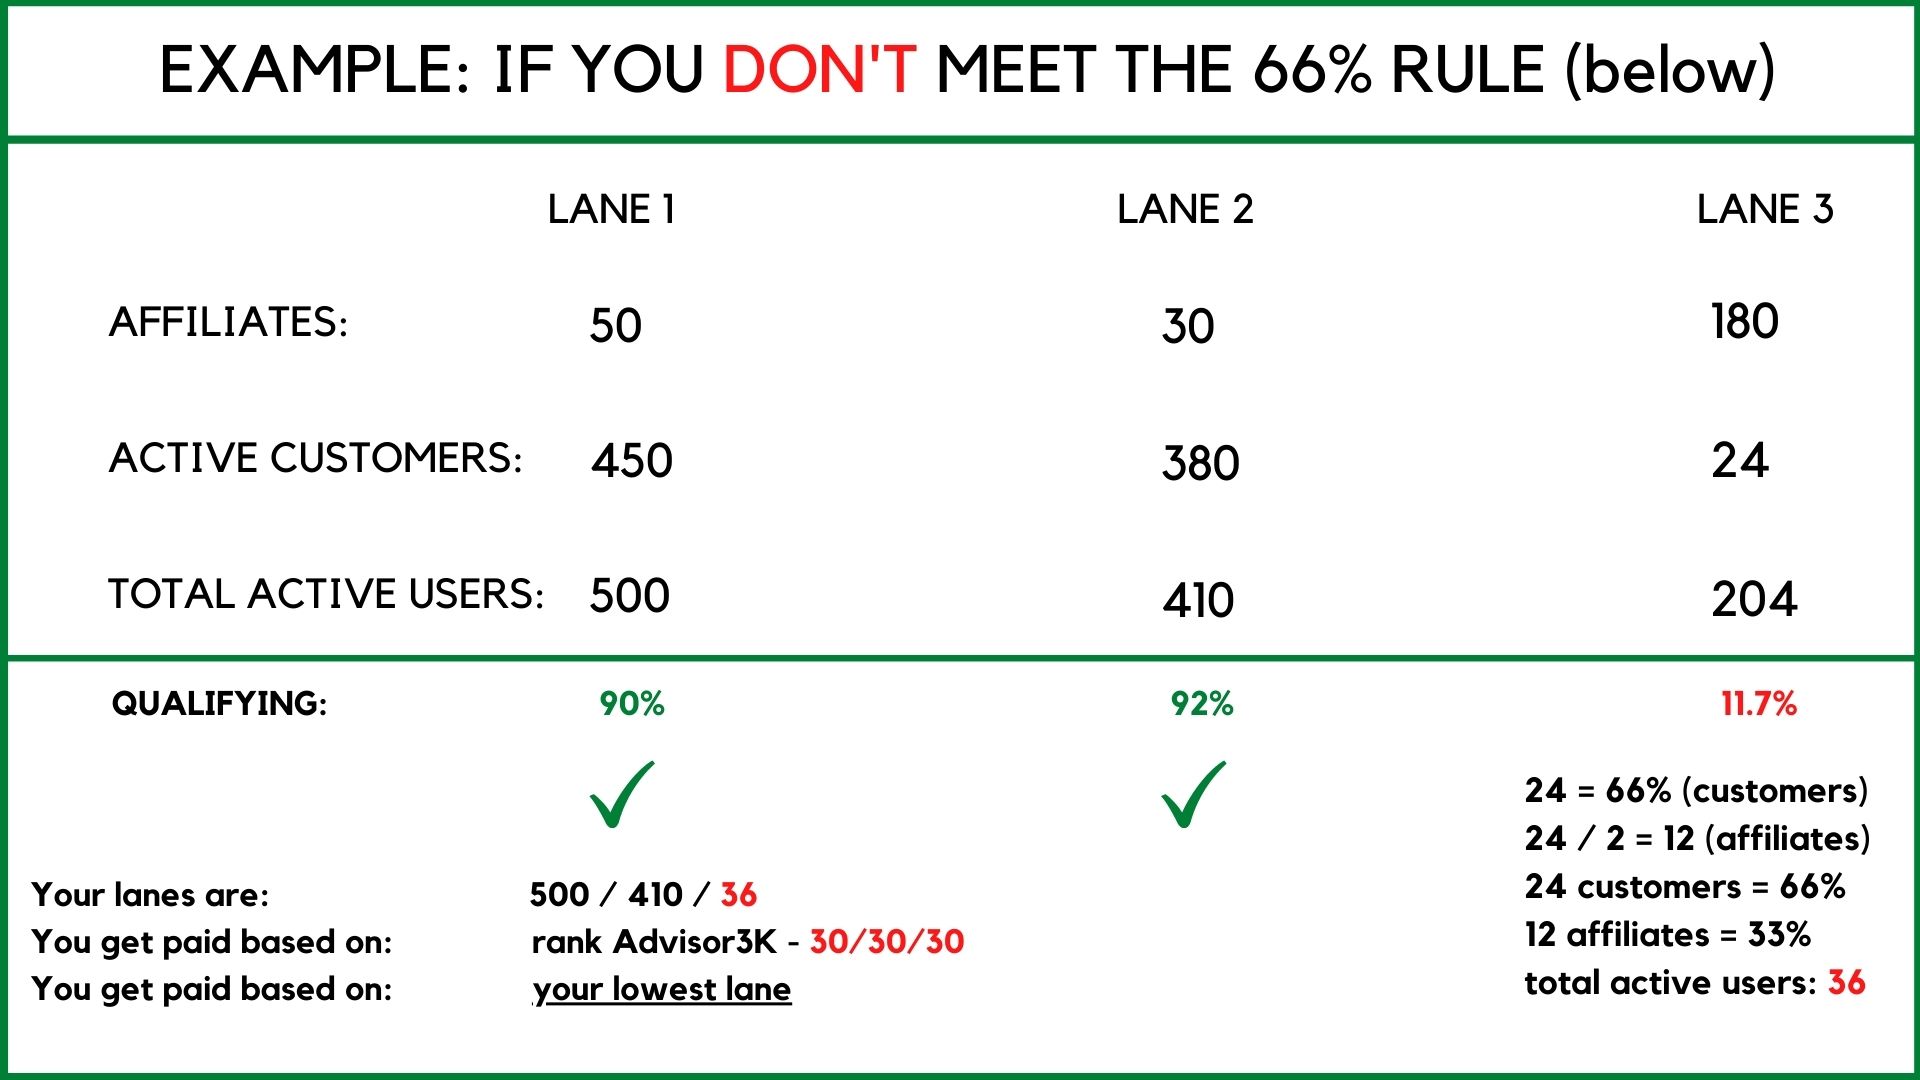 EXAMPLE: IF YOU DON'T MEET THE 66% RULE (below)
LANE 1 LANE 2 LANE 3
AFFILIATES: 50 30 180
ACTIVE CUSTOMERS: 450 380 24
TOTAL ACTIVE USERS: 500 410 204
QUALIFYING: 90% 92% 11.7%
24 = 66% (customers)
24 / 2 = 12 (affiliates)
24 customers = 66%
12 affiliates = 33%
total active users: 36
Your lanes are: 500 / 410 / 36
You get paid based on: rank Advisor3K - 30/30/30
You get paid based on: your lowest lane